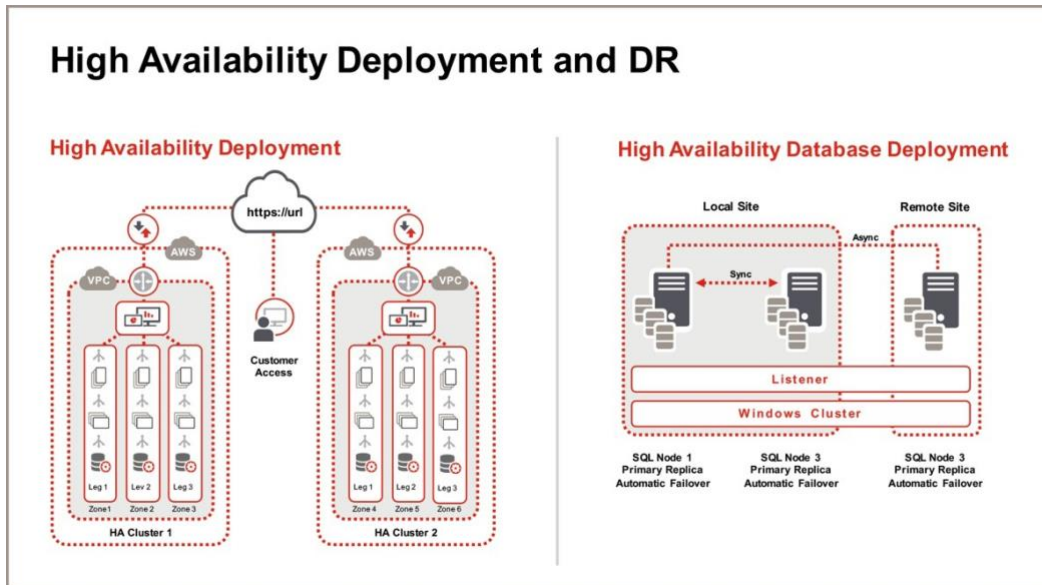 High Availability Deployment and DR
High Availability Deployment
https://url
AWS
VPC
Leg 1
Lev 2
Leg 3
Zone1
Zone 2
Zone 3
HA Cluster 1
Customer
Access
AWS
VPC
Leg 1
Leg 2
Leg 3
Zone 4
Zone 5
Zone 6
HA Cluster 2
High Availability Database Deployment
Local Site
Remote Site
Async
Sync
Listener
Windows Cluster
SQL Node 1
Primary Replica
Automatic Failover
SQL Node 3
Primary Replica
Automatic Failover
SQL Node 3
Primary Replica
Automatic Failover